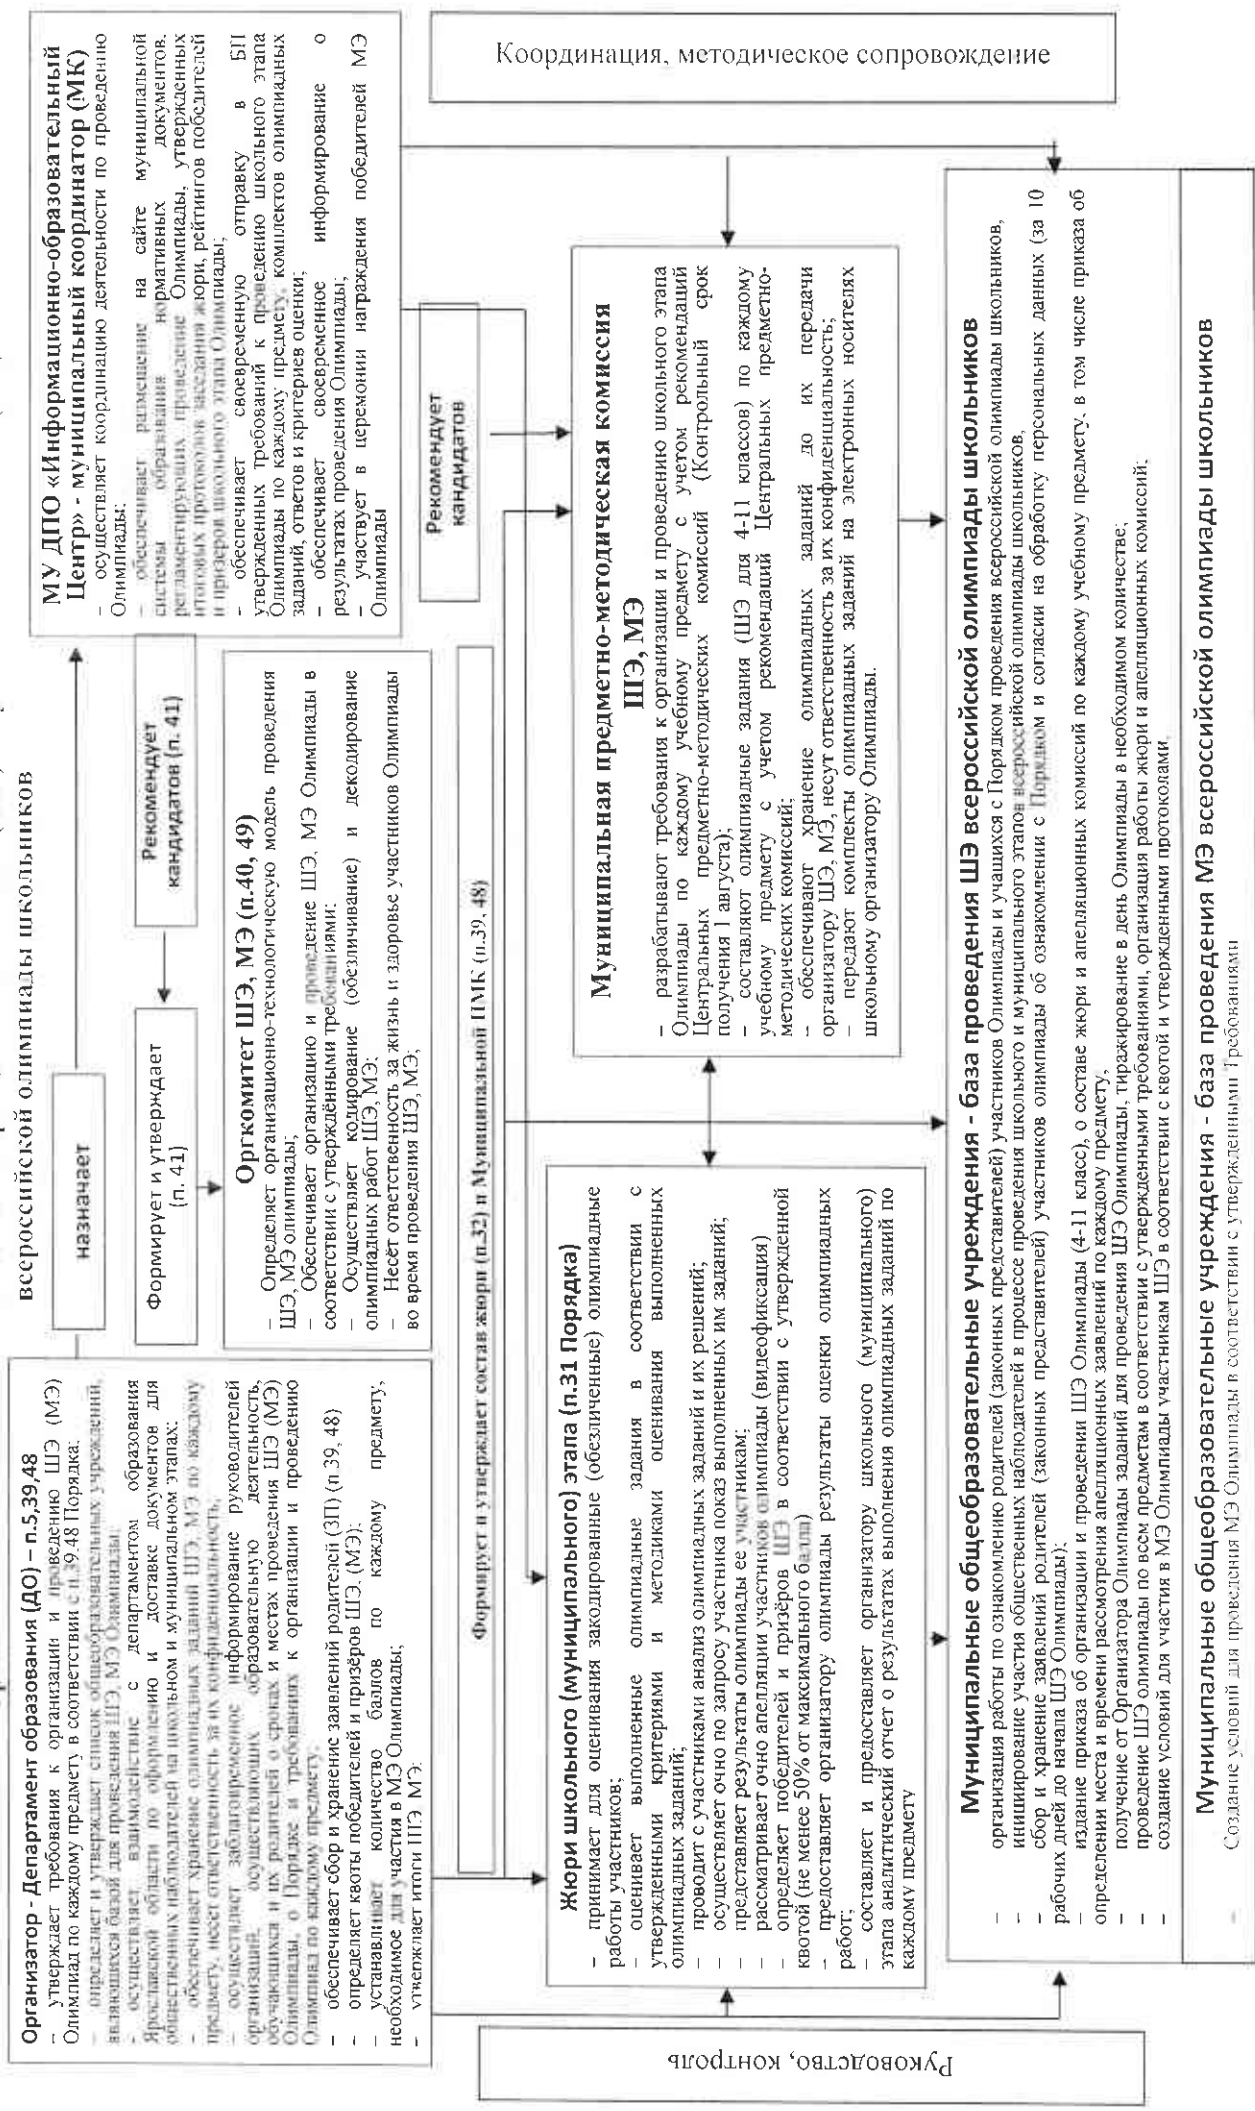 всероссийской олимпиады школьников
Организатор - Департамент образования (ДО) – п.5,39,48
– утверждает требования к организации и проведению ШЭ (МЭ)
Олимпиад по каждому предмету в соответствии с п.39,48 Порядка;
– определяет и утверждает список общеобразовательных учреждений,
являющихся базой для проведения ШЭ, МЭ Олимпиады;
– осуществляет взаимодействие с департаментом образования
Ярославской области по оформлению и доставке документов для
общественных наблюдателей на школьном и муниципальном этапах;
– обеспечивает хранение олимпиадных заданий ШЭ, МЭ по каждому
предмету, несет ответственность за их конфиденциальность,
– осуществляет заблаговременное информирование руководителей
организаций, осуществляющих образовательную деятельность,
обучающихся и их родителей о сроках и местах проведения ШЭ (МЭ)
Олимпиады, о Порядке и требованиях к организации и проведению
Олимпиад по каждому предмету;
– обеспечивает сбор и хранение заявлений родителей (ЗП) (п.39, 48)
– определяет квоты победителей и призёров ШЭ, (МЭ);
– устанавливает количество баллов по каждому предмету,
необходимое для участия в МЭ Олимпиады;
– утверждает итоги ШЭ, МЭ.
назначает
Формирует и утверждает
(п. 41)
Рекомендует
кандидатов (п. 41)
Оргкомитет ШЭ, МЭ (п.40, 49)
– Определяет организационно-технологическую модель проведения
ШЭ, МЭ олимпиады;
– Обеспечивает организацию и проведение ШЭ, МЭ Олимпиады в
соответствии с утверждёнными требованиями;
– Осуществляет кодирование (обезличивание) и декодирование
олимпиадных работ ШЭ, МЭ;
– Несёт ответственность за жизнь и здоровье участников Олимпиады
во время проведения ШЭ, МЭ;
МУ ДПО «Информационно-образовательный
Центр» - муниципальный координатор (МК)
– осуществляет координацию деятельности по проведению
Олимпиады;
– обеспечивает размещение на сайте муниципальной
системы образования нормативных документов,
регламентирующих проведение Олимпиады, утвержденных
итоговых протоколов заседания жюри, рейтингов победителей
и призеров школьного этапа Олимпиады;
– обеспечивает своевременную отправку в БП
утвержденных требований к проведению школьного этапа
Олимпиады по каждому предмету, комплектов олимпиадных
заданий, ответов и критериев оценки;
– обеспечивает своевременное информирование о
результатах проведения Олимпиады;
– участвует в церемонии награждения победителей МЭ
Олимпиады
Формирует и утверждает состав жюри (п.32) и Муниципальной ПМК (п.39, 48)
Рекомендует
кандидатов
Координация, методическое сопровождение
Руководство, контроль
Жюри школьного (муниципального) этапа (п.31 Порядка)
– принимает для оценивания закодированные (обезличенные) олимпиадные
работы участников;
– оценивает выполненные олимпиадные задания в соответствии с
утвержденными критериями и методиками оценивания выполненных
олимпиадных заданий;
– проводит с участниками анализ олимпиадных заданий и их решений;
– осуществляет очно по запросу участника показ выполненных им заданий;
– представляет результаты олимпиады ее участникам;
– рассматривает очно апелляции участников олимпиады (видеофиксация)
– определяет победителей и призёров ШЭ в соответствии с утвержденной
квотой (не менее 50% от максимального балла)
– предоставляет организатору олимпиады результаты оценки олимпиадных
работ;
– составляет и предоставляет организатору школьного (муниципального)
этапа аналитический отчет о результатах выполнения олимпиадных заданий по
каждому предмету
Муниципальная предметно-методическая комиссия
ШЭ, МЭ
– разрабатывают требования к организации и проведению школьного этапа
Олимпиады по каждому учебному предмету с учетом рекомендаций
Центральных предметно-методических комиссий (Контрольный срок
получения 1 августа);
– составляют олимпиадные задания (ШЭ для 4-11 классов) по каждому
учебному предмету с учетом рекомендаций Центральных предметно-
методических комиссий;
– обеспечивают хранение олимпиадных заданий до их передачи
организатору ШЭ, МЭ, несут ответственность за их конфиденциальность;
– передают комплекты олимпиадных заданий на электронных носителях
школьному организатору Олимпиады.
Муниципальные общеобразовательные учреждения - база проведения ШЭ всероссийской олимпиады школьников
– организация работы по ознакомлению родителей (законных представителей) участников Олимпиады и учащихся с Порядком проведения всероссийской олимпиады школьников,
– инициирование участия общественных наблюдателей в процессе проведения школьного и муниципального этапов всероссийской олимпиады школьников,
– сбор и хранение заявлений родителей (законных представителей) участников олимпиады об ознакомлении с Порядком и согласии на обработку персональных данных (за 10
рабочих дней до начала ШЭ Олимпиады);
– издание приказа об организации и проведении ШЭ Олимпиады (4-11 класс), о составе жюри и апелляционных комиссий по каждому учебному предмету, в том числе приказа об
определении места и времени рассмотрения апелляционных заявлений по каждому предмету;
– получение от Организатора Олимпиады заданий для проведения ШЭ Олимпиады, тиражирование в день Олимпиады в необходимом количестве;
– проведение ШЭ олимпиады по всем предметам в соответствии с утвержденными требованиями, организация работы жюри и апелляционных комиссий;
– создание условий для участия в МЭ Олимпиады участникам ШЭ в соответствии с квотой и утвержденными протоколами.
Муниципальные общеобразовательные учреждения - база проведения МЭ всероссийской олимпиады школьников
– Создание условий для проведения МЭ Олимпиады в соответствии с утвержденными Требованиями